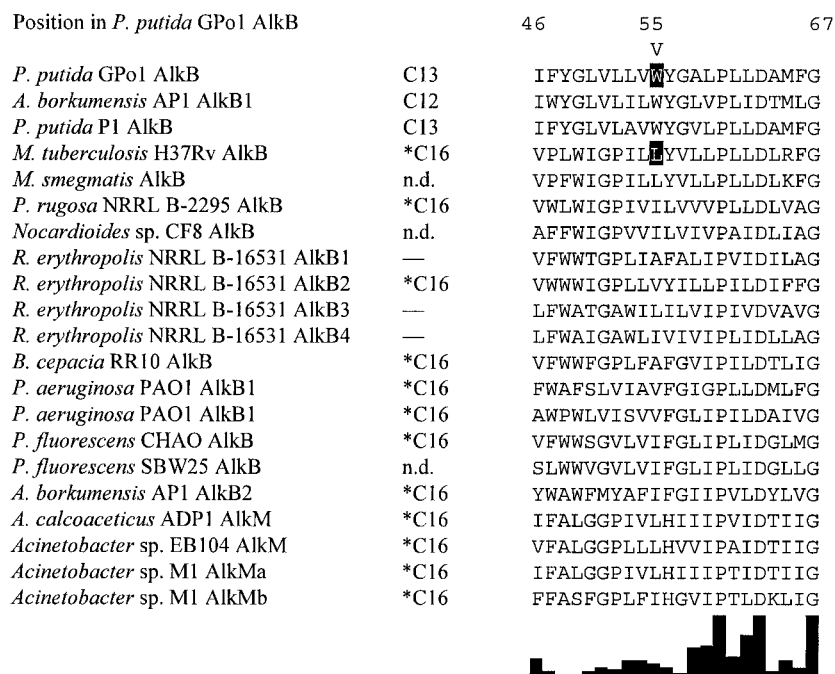 Position in P. putida GPo1 AlkB 46 55 67
V
P. putida GPo1 AlkB C13 IFYGLVLLVWYGALPLLDAMFG
A. borkumensis AP1 AlkB1 C12 IWYGLVLILWYGLVPLIDTMLG
P. putida P1 AlkB C13 IFYGLVLAVWYGVLPLLDAMFG
M. tuberculosis H37Rv AlkB *C16 VPLWIGPILLYVLLPLLDLRFG
M. smegmatis AlkB n.d. VPFWIGPILLYVLLPLLDLKFG
P. rugosa NRRL B-2295 AlkB *C16 VWLWIGPIVILVVVPLLDLVAG
Nocardioides sp. CF8 AlkB n.d. AFFWIGPVVILVIVPAIDLIAG
R. erythropolis NRRL B-16531 AlkB1 — VFWWTGPLIAFALIPVIDILAG
R. erythropolis NRRL B-16531 AlkB2 *C16 VWWWIGPLLVYILLPILDIFFG
R. erythropolis NRRL B-16531 AlkB3 — LFWATGAWLILILVPIVDVAVG
R. erythropolis NRRL B-16531 AlkB4 — LFWAIGAWLIVIVIPLIDLLAG
B. cepacia RR10 AlkB *C16 VFWWFGPLFAFGVIPILDTLIG
P. aeruginosa PAO1 AlkB1 *C16 FWAFSLVIAVFGIGPLLDMLFG
P. aeruginosa PAO1 AlkB1 *C16 AWPWLVISVVFGLIPILDAIVG
P. fluorescens CHAO AlkB *C16 VFWWSGVLVIFGLIPLIDGLMG
P. fluorescens SBW25 AlkB n.d. SLWWVGVLVIFGLIPLIDGLLG
A. borkumensis AP1 AlkB2 *C16 YWAWFMYAFIFGIIPVLDYLVG
A. calcoaceticus ADP1 AlkM *C16 IFALGGPIVLHIIIPVIDTIIG
Acinetobacter sp. EB104 AlkM *C16 VFALGGPLLLHVVIPAIDTIIG
Acinetobacter sp. M1 AlkMa *C16 IFALGGPIVLHIIIPTIDTIIG
Acinetobacter sp. M1 AlkMb *C16 FFASFGPLFIHGVIPTLDKLIG